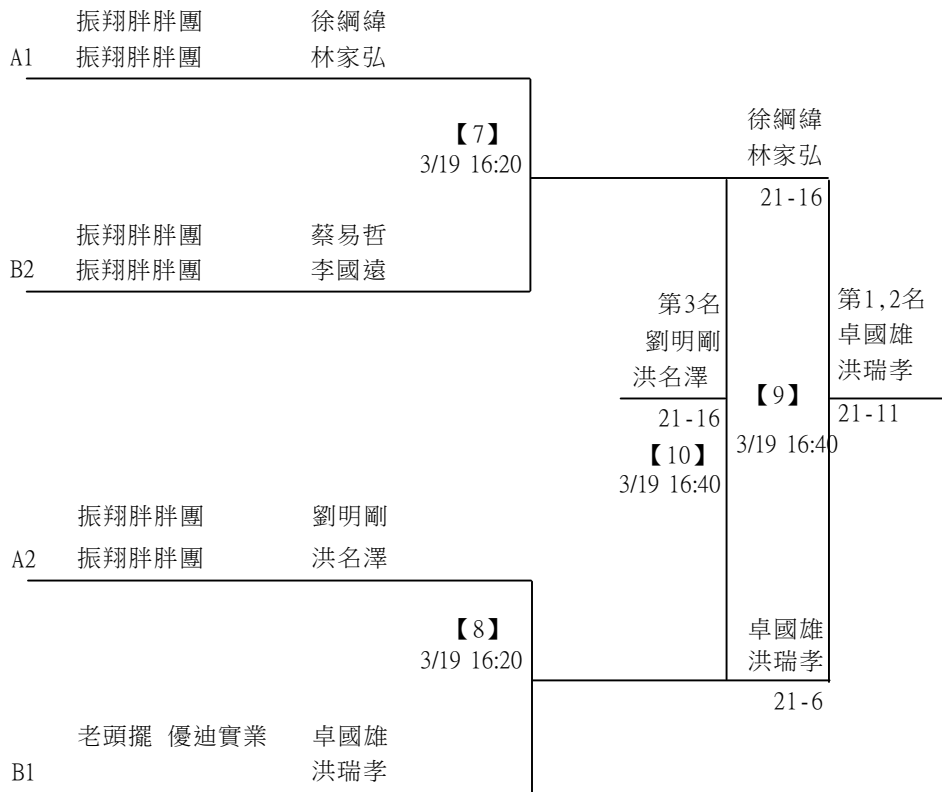 振翔胖胖團 徐綱緯
A1 振翔胖胖團 林家弘
【7】
3/19 16:20
徐綱緯
林家弘
21-16
振翔胖胖團 蔡易哲
B2 振翔胖胖團 李國遠
第3名
劉明剛
洪名澤
21-16
【10】
3/19 16:40
【9】
3/19 16:40
第1,2名
卓國雄
洪瑞孝
21-11
振翔胖胖團 劉明剛
A2 振翔胖胖團 洪名澤
【8】
3/19 16:20
卓國雄
洪瑞孝
21-6
老頭擺 優迪實業 卓國雄
B1 洪瑞孝